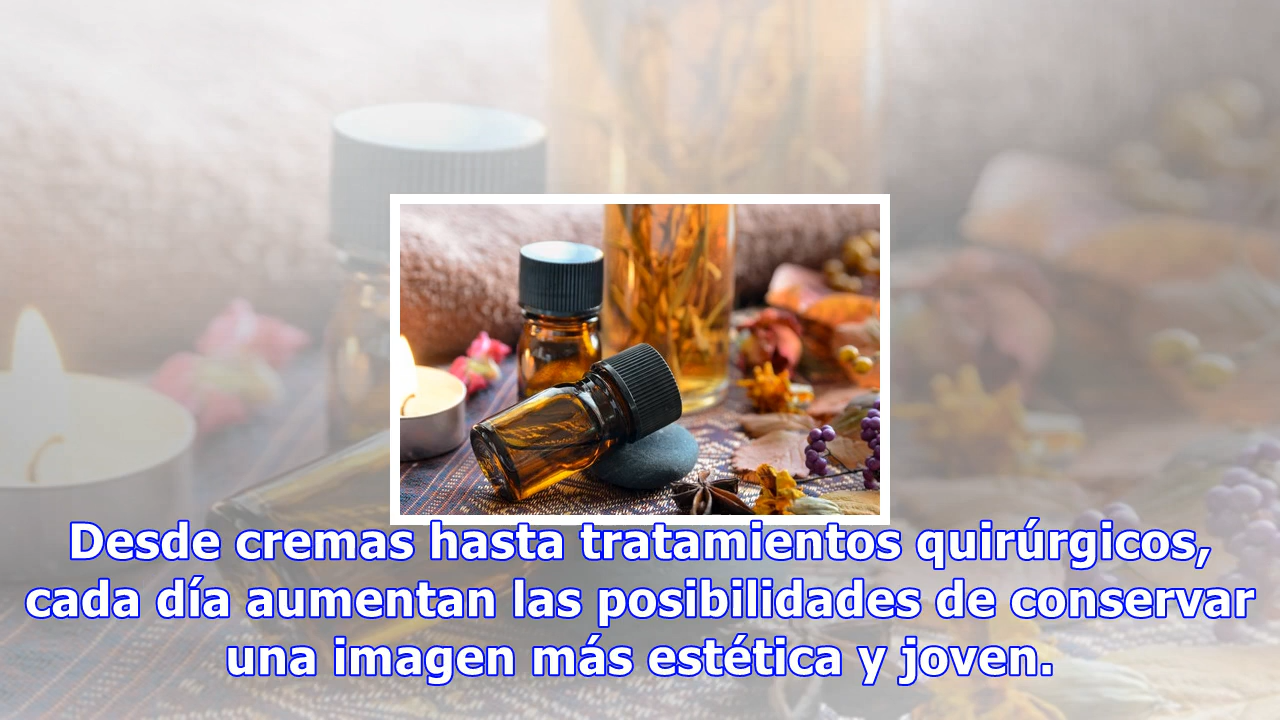 Desde cremas hasta tratamientos quirúrgicos,
cada día aumentan las posibilidades de conservar
una imagen más estética y joven.